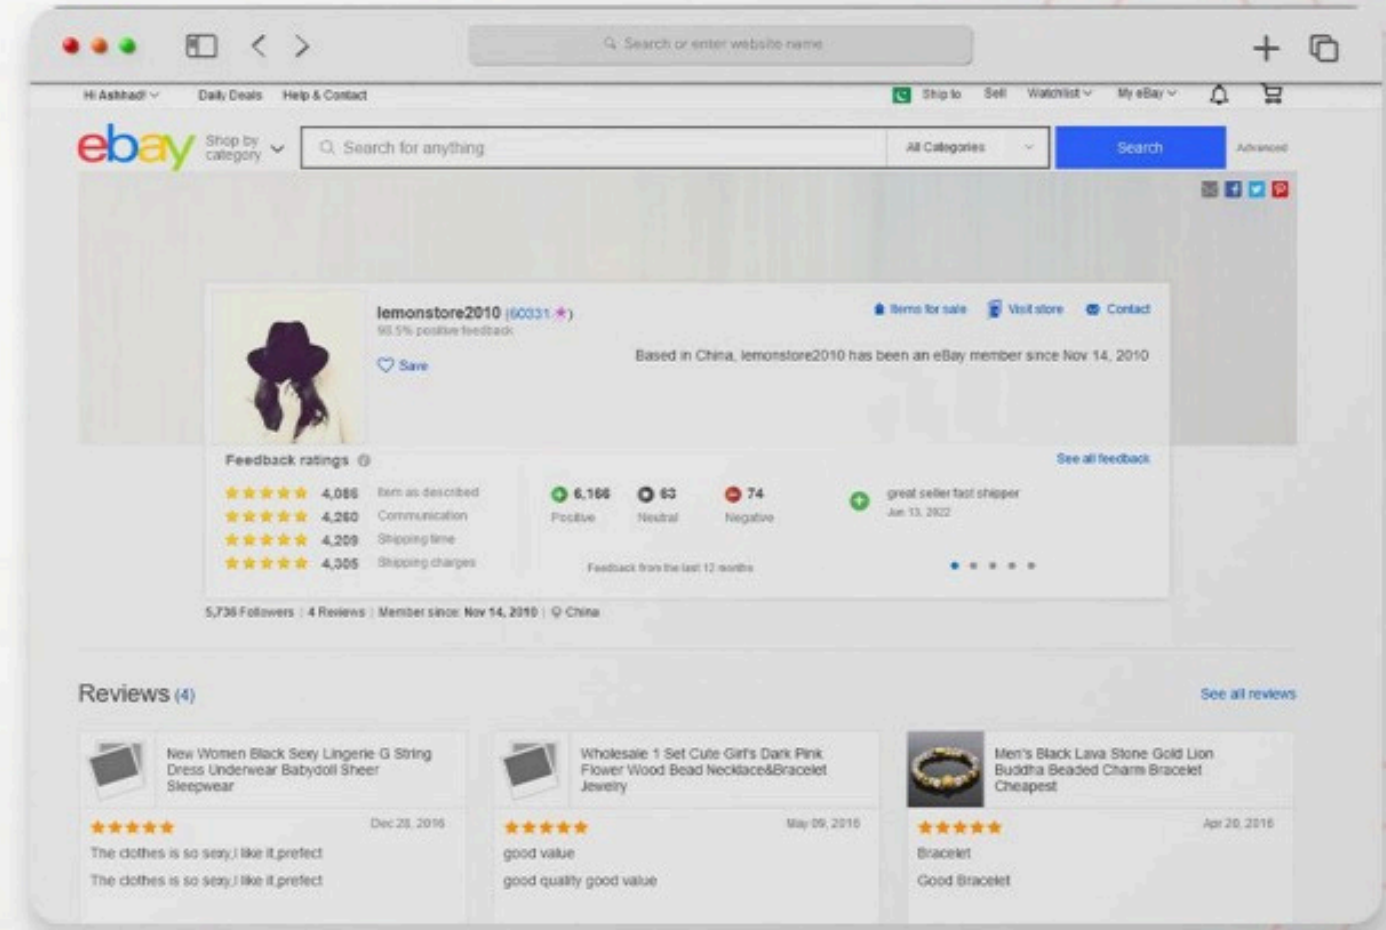 Search or enter website name
Hi Ashhad!
Daily Deals
Help & Contact
Ship to
Sell
Watchlist
My eBay
ebay
Shop by
category
Search for anything
All Categories
Search
Advanced
lemonstore2010 (60331)
98.5% positive feedback
Save
Items for sale
Visit store
Contact
Based in China, lemonstore2010 has been an eBay member since Nov 14, 2010
Feedback ratings
See all feedback
4,086 Item as described
4,260 Communication
4,209 Shipping time
4,305 Shipping charges
6,166
Positive
63
Neutral
74
Negative
Feedback from the last 12 months
great seller fast shipper
Jun 13, 2022
5,736 Followers | 4 Reviews | Member since: Nov 14, 2010 | China
Reviews (4)
See all reviews
New Women Black Sexy Lingerie G String
Dress Underwear Babydoll Sheer
Sleepwear
Dec 28, 2016
The clothes is so sexy,I like it,prefect
The clothes is so sexy,I like it,prefect
Wholesale 1 Set Cute Girl's Dark Pink
Flower Wood Bead Necklace&Bracelet
Jewelry
May 09, 2016
good value
good quality good value
Men's Black Lava Stone Gold Lion
Buddha Beaded Charm Bracelet
Cheapest
Apr 20, 2016
Bracelet
Good Bracelet